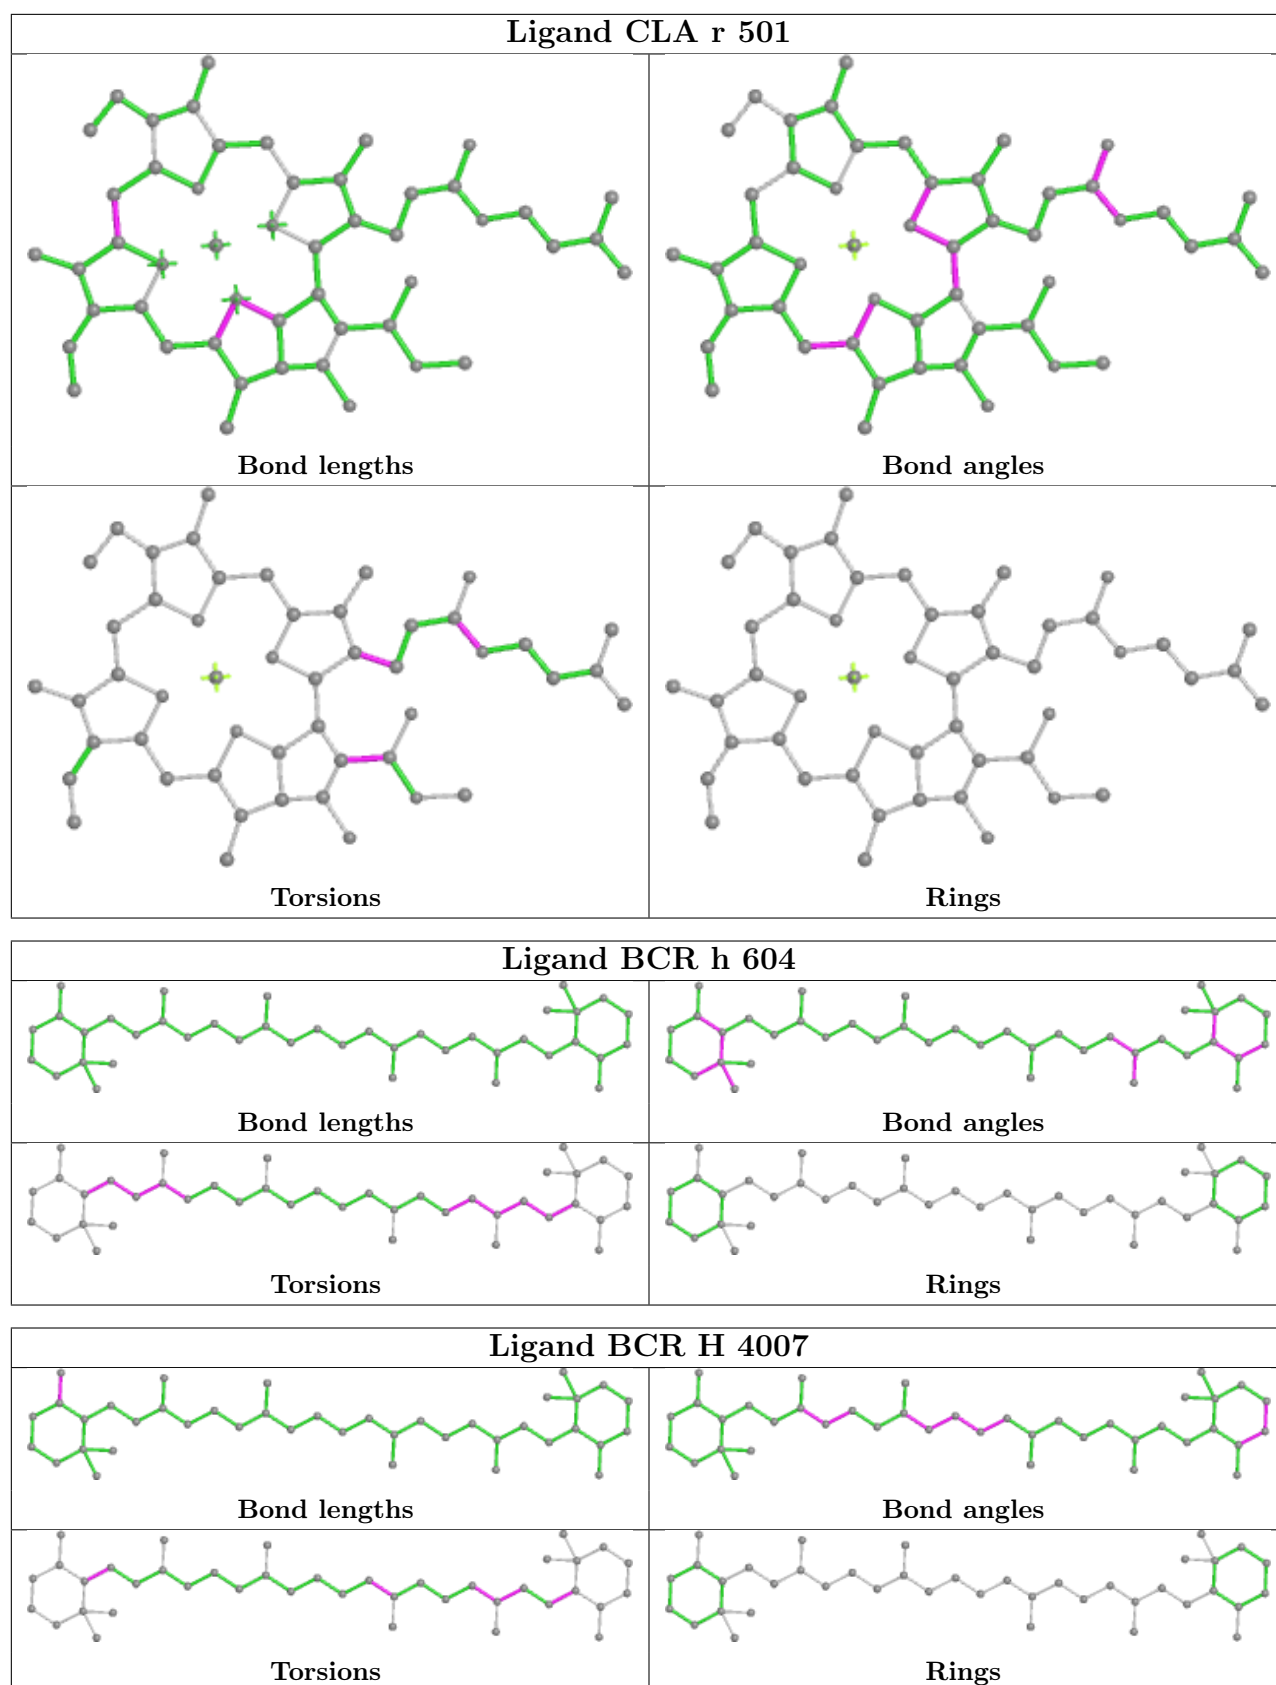 Ligand CLA r 501
Bond lengths
Bond angles
Torsions
Rings
Ligand BCR h 604
Bond lengths
Bond angles
Torsions
Rings
Ligand BCR H 4007
Bond lengths
Bond angles
Torsions
Rings